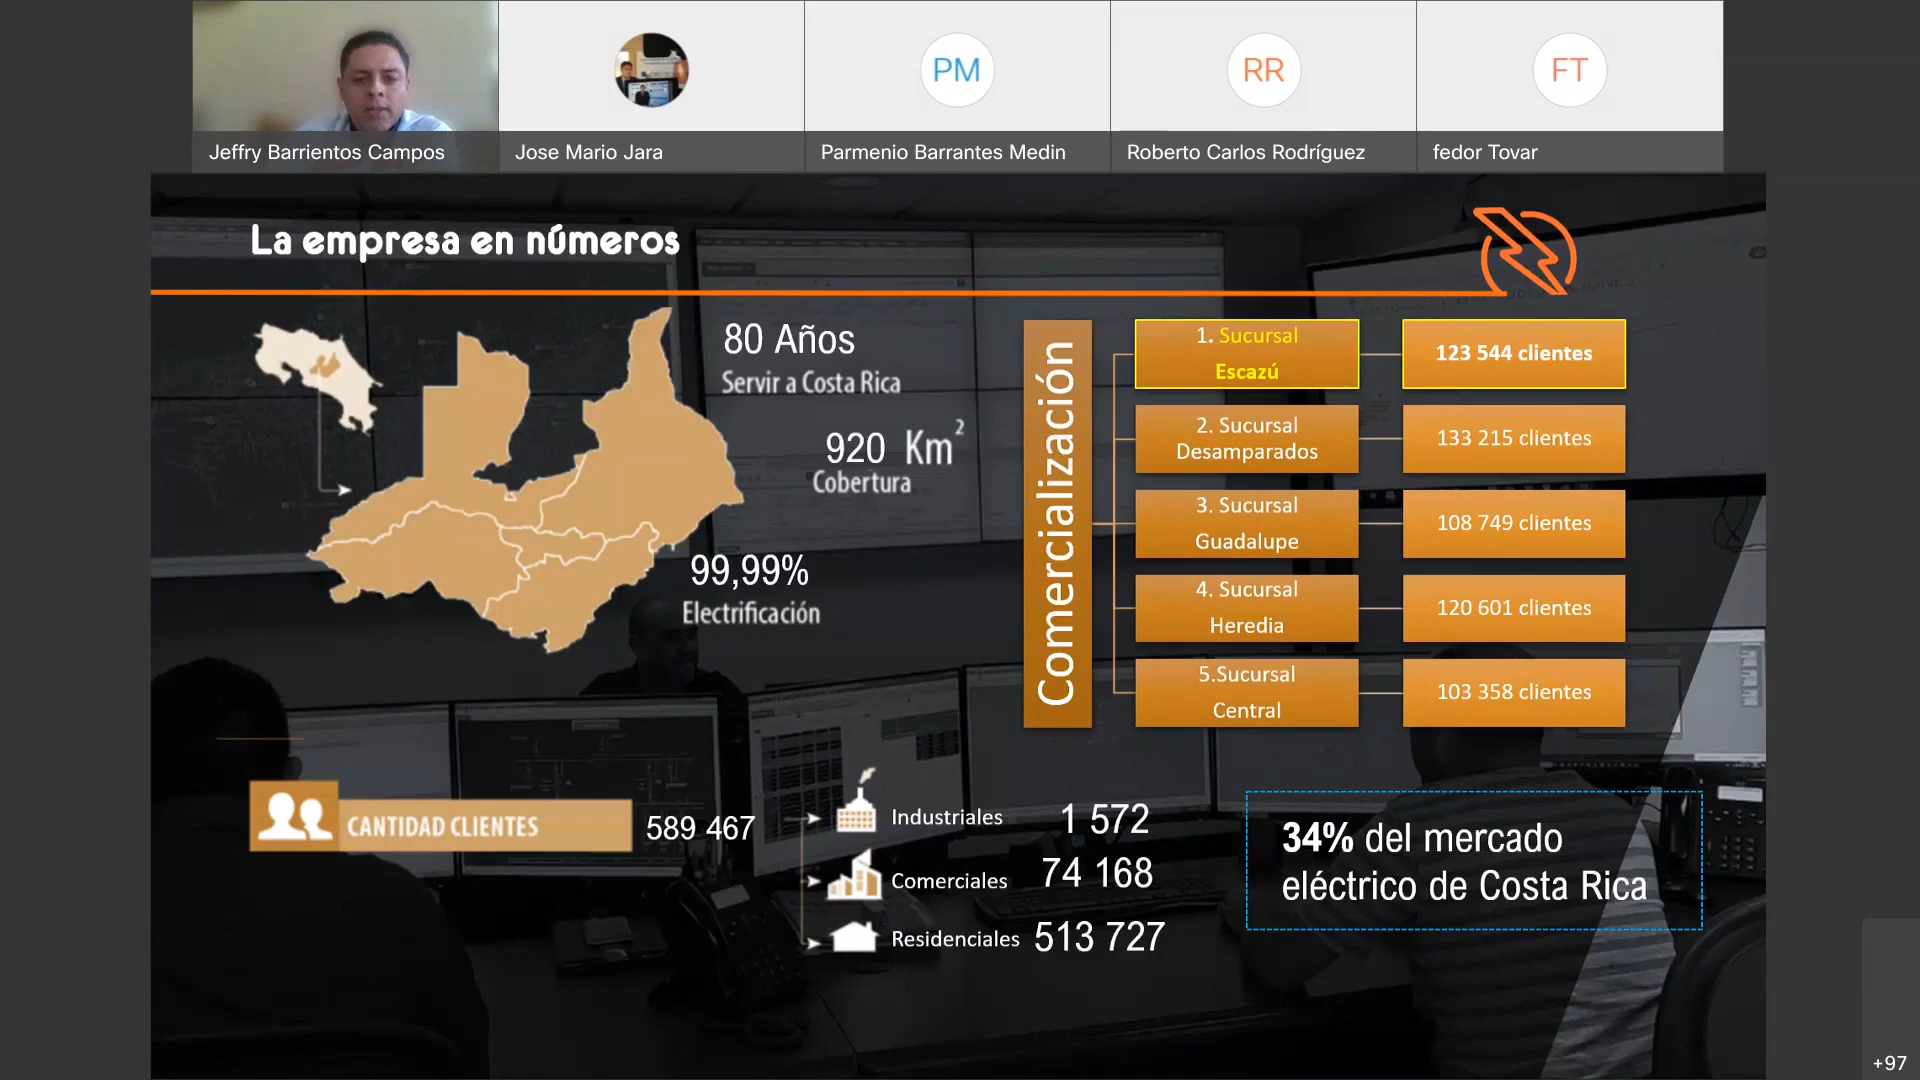 PM
RR
FT
Jeffry Barrientos Campos
Jose Mario Jara
Parmenio Barrantes Medin
Roberto Carlos Rodríguez
fedor Tovar
La empresa en números
80 Años
Servir a Costa Rica
920 Km²
Cobertura
99,99%
Electrificación
Comercialización
1. Sucursal
Escazú
123 544 clientes
2. Sucursal
Desamparados
133 215 clientes
3. Sucursal
Guadalupe
108 749 clientes
4. Sucursal
Heredia
120 601 clientes
5.Sucursal
Central
103 358 clientes
CANTIDAD CLIENTES
589 467
Industriales 1 572
Comerciales 74 168
Residenciales 513 727
34% del mercado
eléctrico de Costa Rica
+97